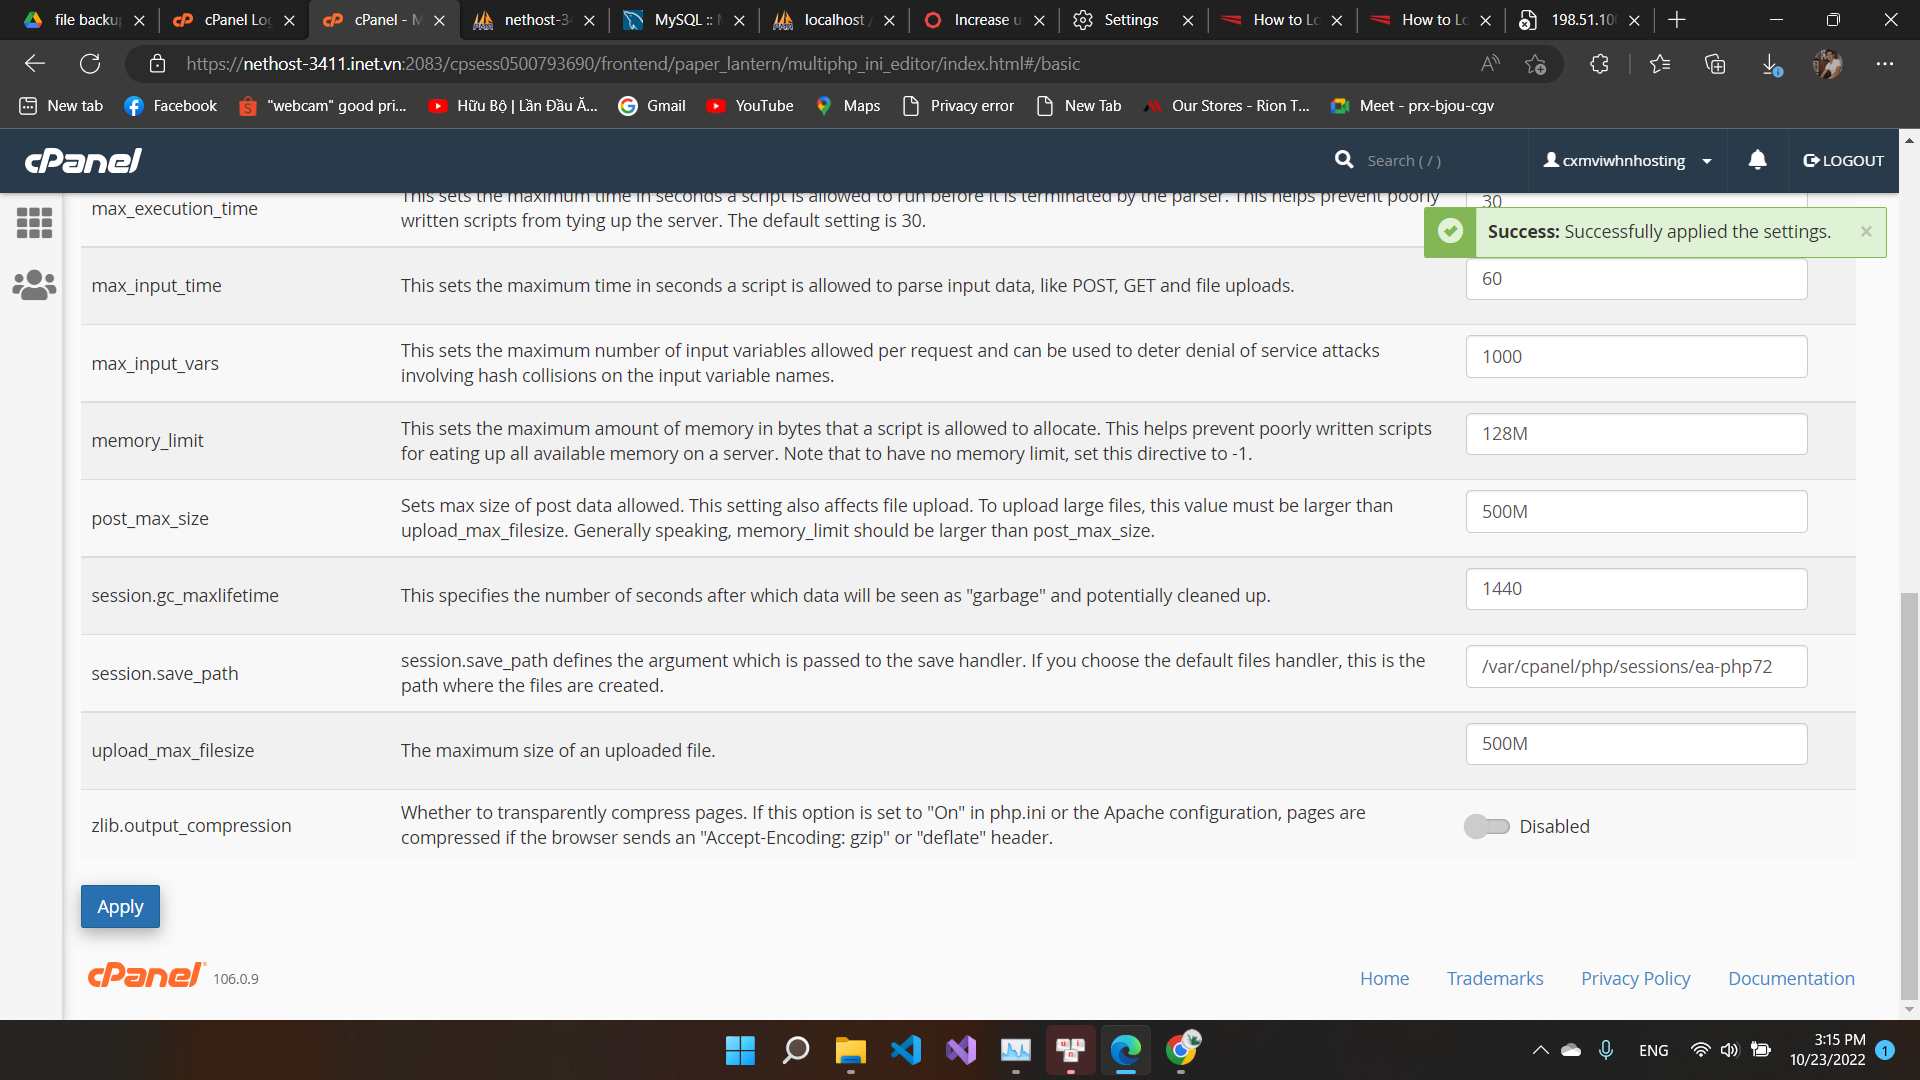 file backup
cPanel Log
cPanel - M
nethost-34
MySQL :: M
localhost /
Increase u
Settings
How to Lo
How to Lo
198.51.100
https://nethost-3411.inet.vn:2083/cpsess0500793690/frontend/paper_lantern/multiphp_ini_editor/index.html#/basic
New tab
Facebook
"webcam" good pri...
Hữu Bộ | Lần Đầu Ă...
Gmail
YouTube
Maps
Privacy error
New Tab
Our Stores - Rion T...
Meet - prx-bjou-cgv
cPanel
Search ( / )
cxmviwhnhosting
LOGOUT
max_execution_time
This sets the maximum time in seconds a script is allowed to run before it is terminated by the parser. This helps prevent poorly
written scripts from tying up the server. The default setting is 30.
30
Success: Successfully applied the settings.
max_input_time
This sets the maximum time in seconds a script is allowed to parse input data, like POST, GET and file uploads.
60
max_input_vars
This sets the maximum number of input variables allowed per request and can be used to deter denial of service attacks
involving hash collisions on the input variable names.
1000
memory_limit
This sets the maximum amount of memory in bytes that a script is allowed to allocate. This helps prevent poorly written scripts
for eating up all available memory on a server. Note that to have no memory limit, set this directive to -1.
128M
post_max_size
Sets max size of post data allowed. This setting also affects file upload. To upload large files, this value must be larger than
upload_max_filesize. Generally speaking, memory_limit should be larger than post_max_size.
500M
session.gc_maxlifetime
This specifies the number of seconds after which data will be seen as "garbage" and potentially cleaned up.
1440
session.save_path
session.save_path defines the argument which is passed to the save handler. If you choose the default files handler, this is the
path where the files are created.
/var/cpanel/php/sessions/ea-php72
upload_max_filesize
The maximum size of an uploaded file.
500M
zlib.output_compression
Whether to transparently compress pages. If this option is set to "On" in php.ini or the Apache configuration, pages are
compressed if the browser sends an "Accept-Encoding: gzip" or "deflate" header.
Disabled
Apply
cPanel 106.0.9
Home
Trademarks
Privacy Policy
Documentation
ENG
3:15 PM
10/23/2022
1